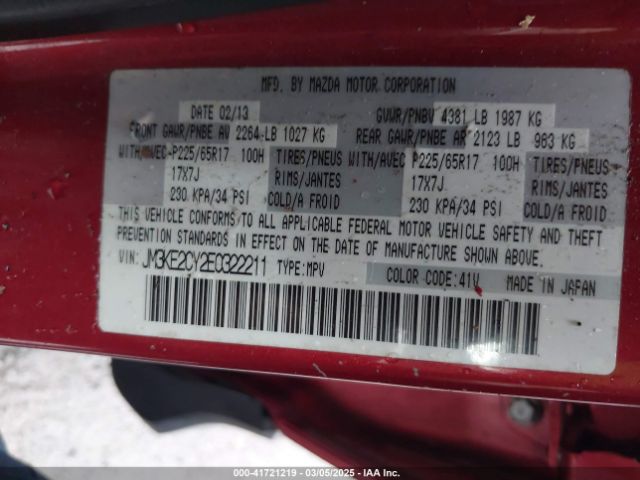 MFD. BY MAZDA MOTOR CORPORATION
DATE 02/13 GVWR/PNBV 4381 LB 1987 KG
FRONT GAWR/PNBE AV 2264 LB 1027 KG REAR GAWR/PNBE AR 2123 LB 963 KG
WITH/AVEC P225/65R17 100H TIRES/PNEUS WITH/AVEC P225/65R17 100H TIRES/PNEUS
17X7J RIMS/JANTES 17X7J RIMS/JANTES
230 KPA/34 PSI COLD/A FROID 230 KPA/34 PSI COLD/A FROID
THIS VEHICLE CONFORMS TO ALL APPLICABLE FEDERAL MOTOR VEHICLE SAFETY AND THEFT
PREVENTION STANDARDS IN EFFECT ON THE DATE OF MANUFACTURE SHOWN ABOVE.
VIN: JM3KE2CY2E0322211 TYPE:MPV COLOR CODE:41V MADE IN JAPAN
000-41721219 - 03/05/2025 - IAA Inc.